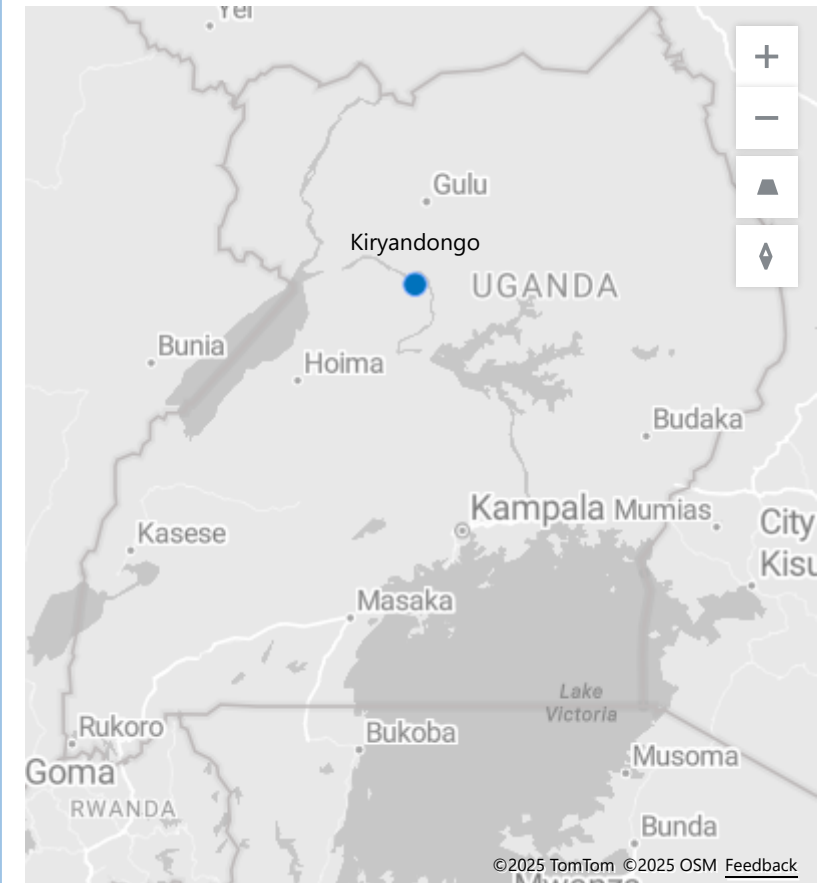 Yei
Gulu
Kiryandongo
UGANDA
Bunia
Hoima
Budaka
Kampala
Mumias
City
Kisu
Kasese
Masaka
Lake
Victoria
Rukoro
Bukoba
Goma
Musoma
RWANDA
Bunda
©2025 TomTom ©2025 OSM Feedback